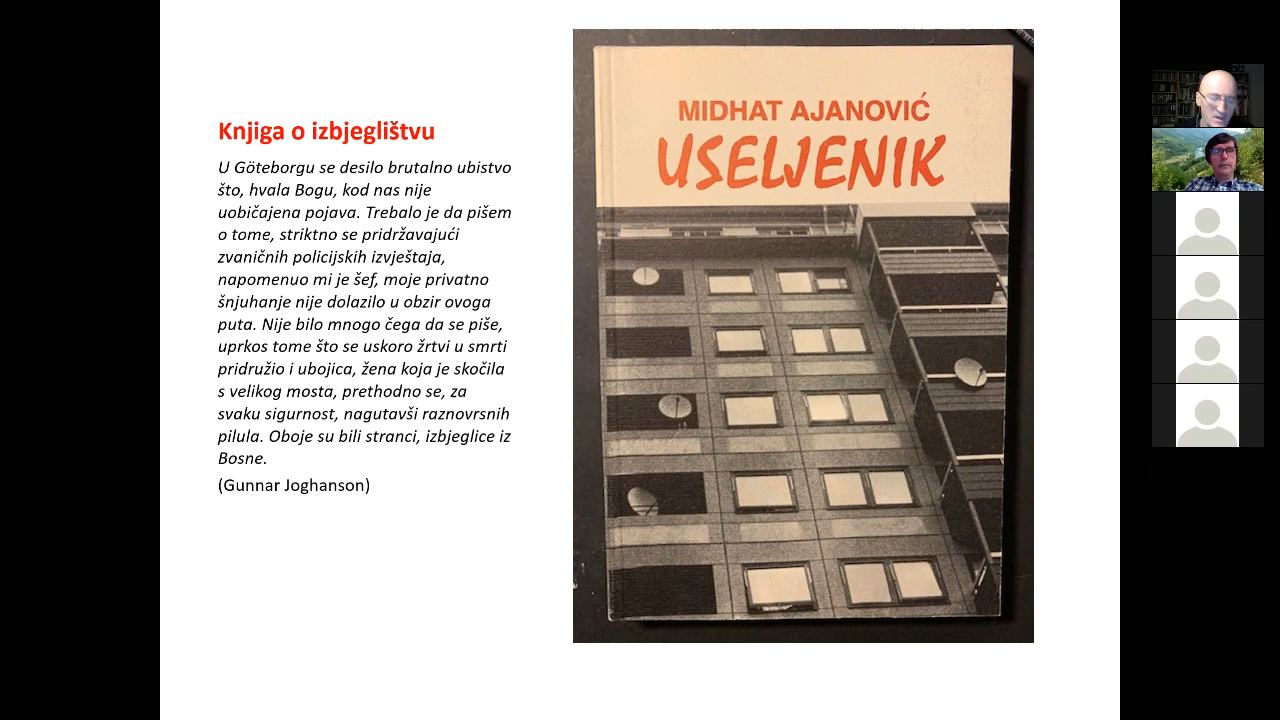 Knjiga o izbjeglištvu
U Göteborgu se desilo brutalno ubistvo
što, hvala Bogu, kod nas nije
uobičajena pojava. Trebalo je da pišem
o tome, striktno se pridržavajući
zvaničnih policijskih izvještaja,
napomenuo mi je šef, moje privatno
šnjuhanje nije dolazilo u obzir ovoga
puta. Nije bilo mnogo čega da se piše,
uprkos tome što se uskoro žrtvi u smrti
pridružio i ubojica, žena koja je skočila
s velikog mosta, prethodno se, za
svaku sigurnost, nagutavši raznovrsnih
pilula. Oboje su bili stranci, izbjeglice iz
Bosne.
(Gunnar Joghanson)
MIDHAT AJANOVIĆ
USELJENIK